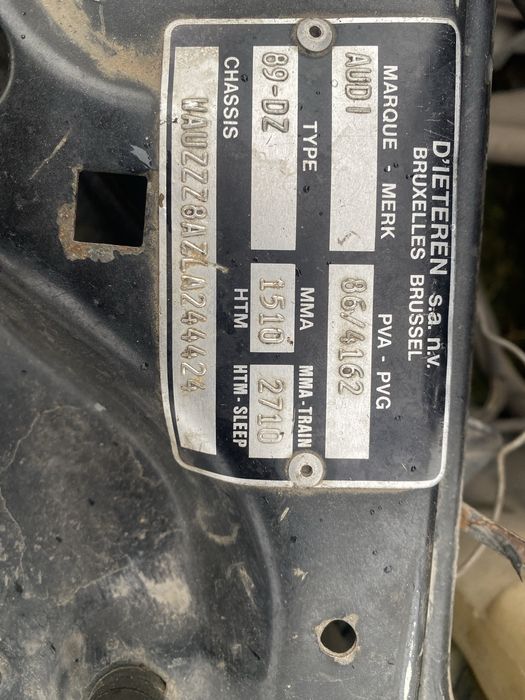 D'IETEREN s.a. n.v.
BRUXELLES BRUSSEL
MARQUE - MERK
PVA - PVG
AUDI
86/4162
TYPE
MMA
MMA-TRAIN
89-DZ
1510
2710
CHASSIS
HTM
HTM-SLEEP
WAUZZZ8AZLA244424